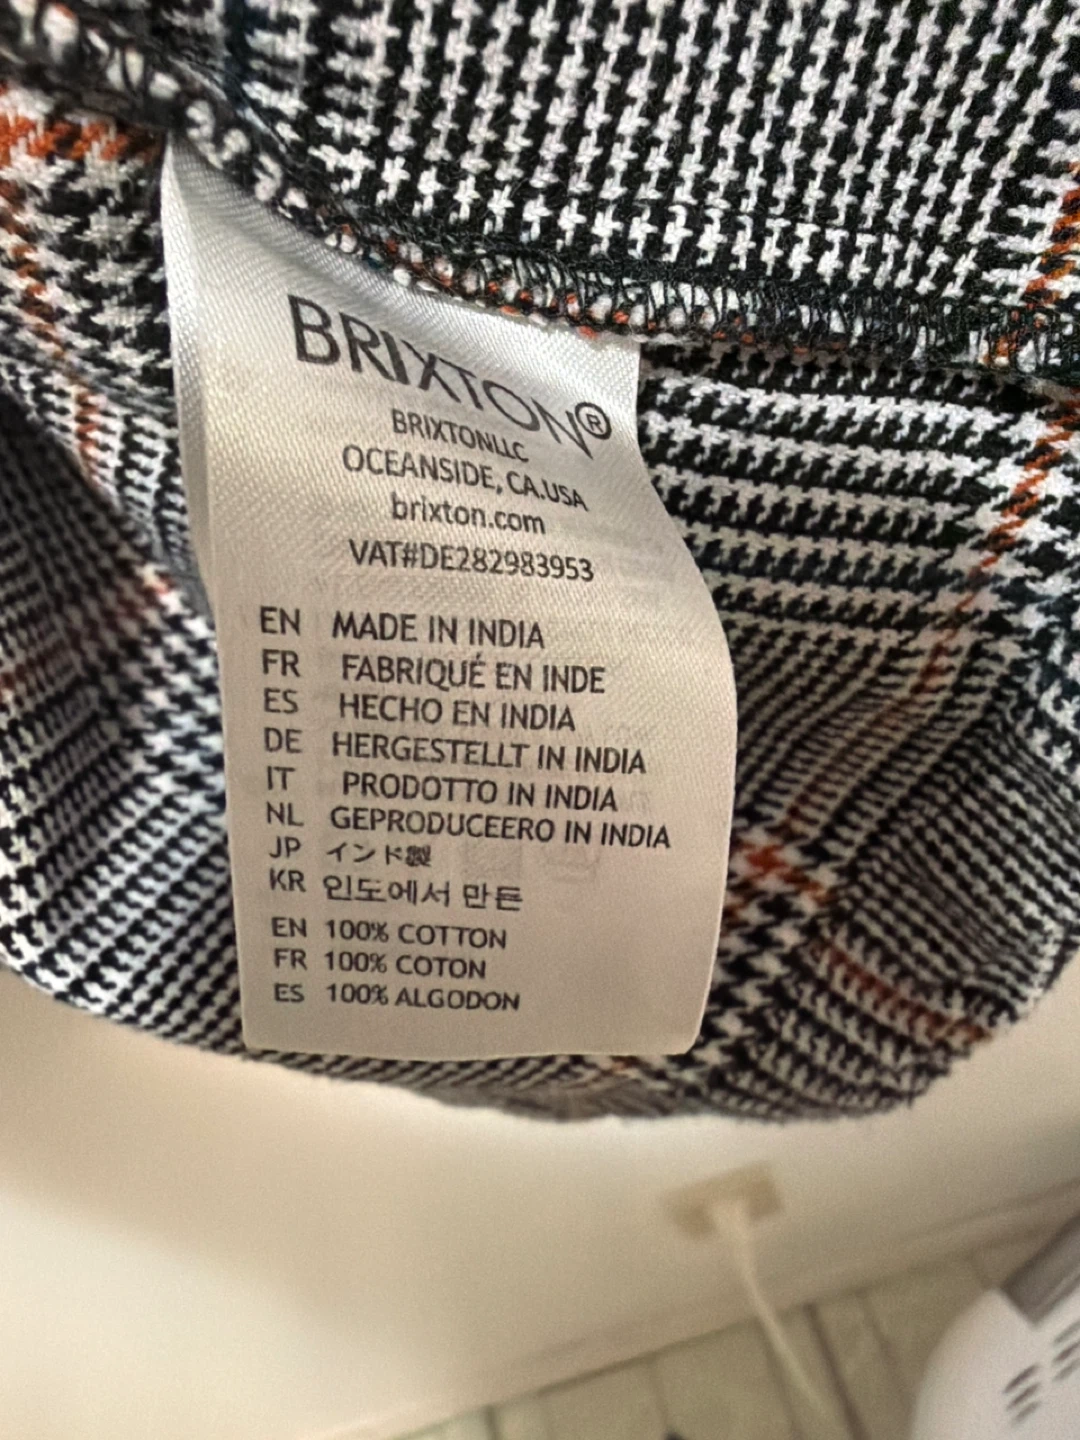 BRIXTON®
BRIXTONLLC
OCEANSIDE, CA.USA
brixton.com
VAT#DE282983953
EN MADE IN INDIA
FR FABRIQUÉ EN INDE
ES HECHO EN INDIA
DE HERGESTELLT IN INDIA
IT PRODOTTO IN INDIA
NL GEPRODUCEERO IN INDIA
JP インド製
KR 인도에서 만든
EN 100% COTTON
FR 100% COTON
ES 100% ALGODON